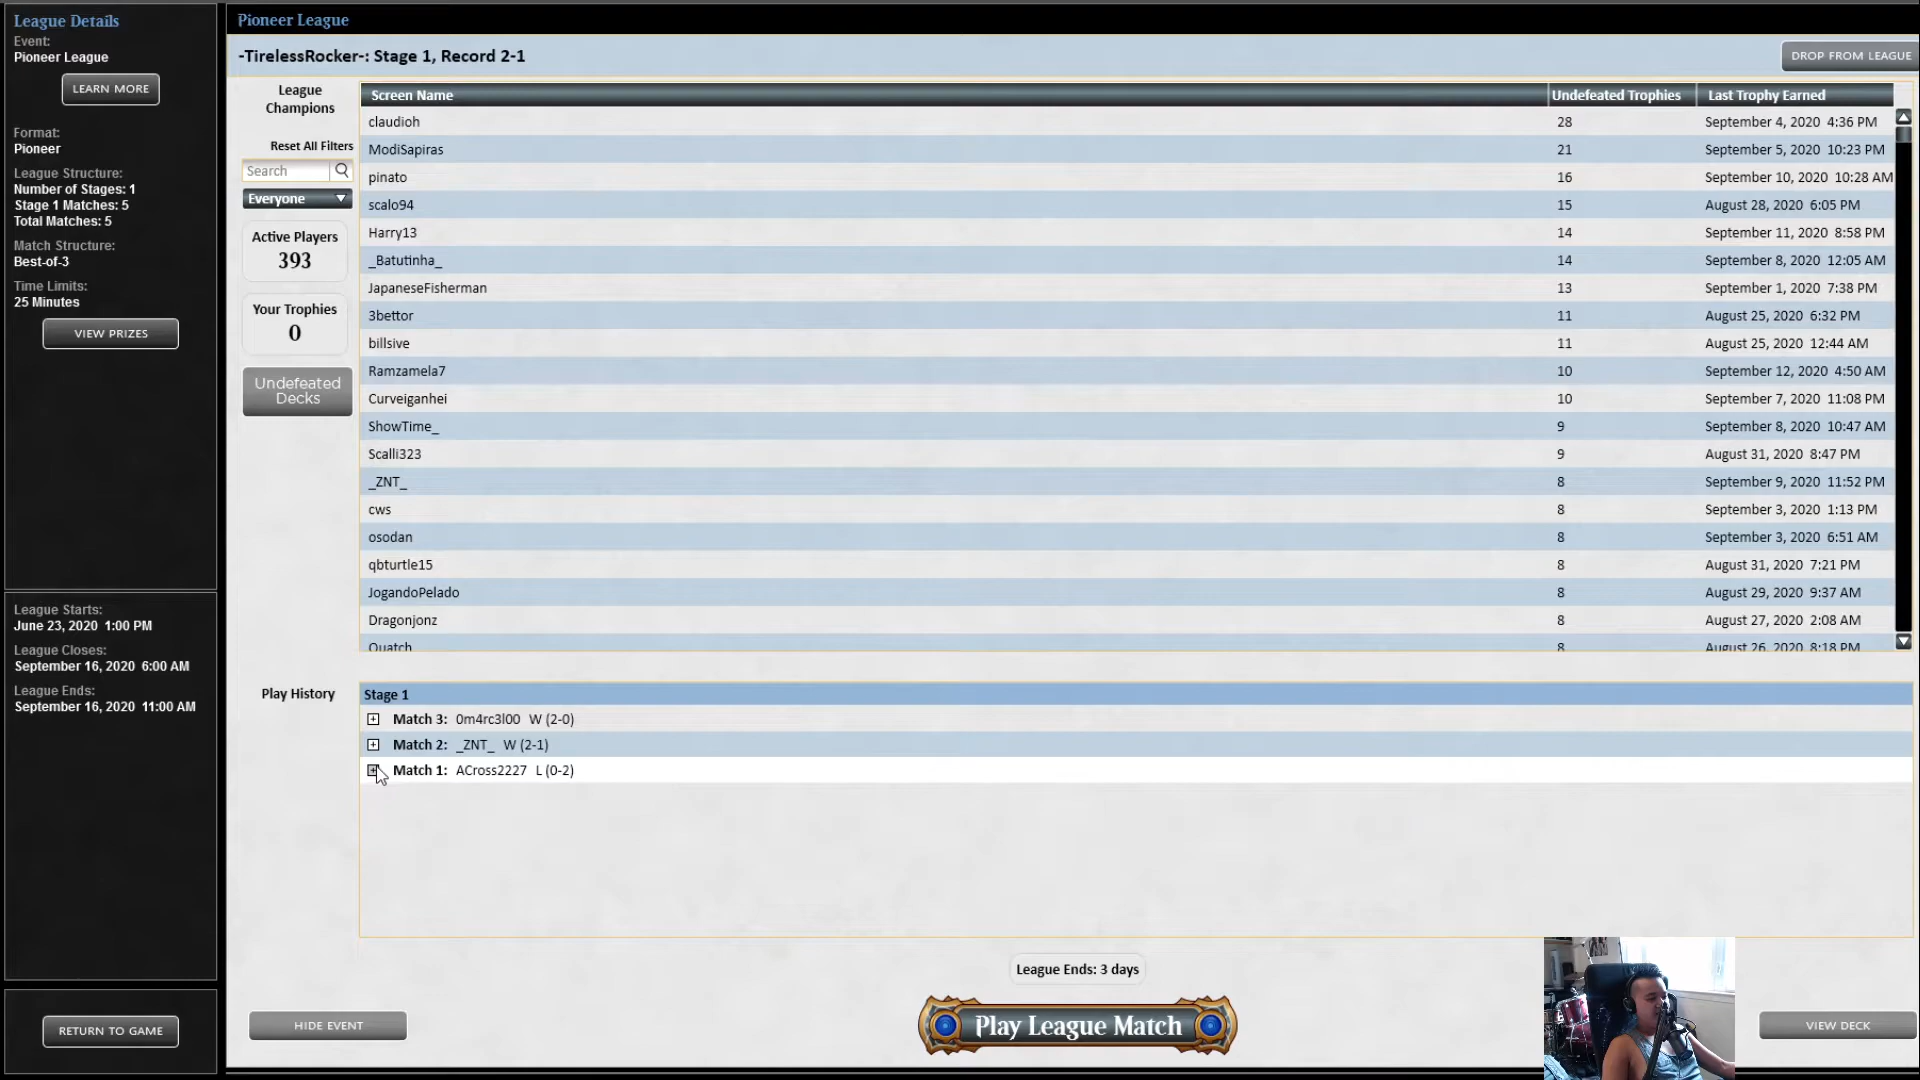 League Details
Event:
Pioneer League
LEARN MORE
Format:
Pioneer
League Structure:
Number of Stages: 1
Stage 1 Matches: 5
Total Matches: 5
Match Structure:
Best-of-3
Time Limits:
25 Minutes
VIEW PRIZES
League Starts:
June 23, 2020 1:00 PM
League Closes:
September 16, 2020 6:00 AM
League Ends:
September 16, 2020 11:00 AM
RETURN TO GAME
Pioneer League
-TirelessRocker-: Stage 1, Record 2-1
DROP FROM LEAGUE
League
Champions
Reset All Filters
Search
Everyone
Active Players
393
Your Trophies
0
Undefeated
Decks
Screen Name Undefeated Trophies Last Trophy Earned
claudioh 28 September 4, 2020 4:36 PM
ModiSapiras 21 September 5, 2020 10:23 PM
pinato 16 September 10, 2020 10:28 AM
scalo94 15 August 28, 2020 6:05 PM
Harry13 14 September 11, 2020 8:58 PM
_Batutinha_ 14 September 8, 2020 12:05 AM
JapaneseFisherman 13 September 1, 2020 7:38 PM
3bettor 11 August 25, 2020 6:32 PM
billsive 11 August 25, 2020 12:44 AM
Ramzamela7 10 September 12, 2020 4:50 AM
Curveiganhei 10 September 7, 2020 11:08 PM
ShowTime_ 9 September 8, 2020 10:47 AM
Scalli323 9 August 31, 2020 8:47 PM
_ZNT_ 8 September 9, 2020 11:52 PM
cws 8 September 3, 2020 1:13 PM
osodan 8 September 3, 2020 6:51 AM
qbturtle15 8 August 31, 2020 7:21 PM
JogandoPelado 8 August 29, 2020 9:37 AM
Dragonjonz 8 August 27, 2020 2:08 AM
Quatch 8 August 26, 2020 8:18 PM
Play History
Stage 1
Match 3: 0m4rc3l00 W (2-0)
Match 2: _ZNT_ W (2-1)
Match 1: ACross2227 L (0-2)
League Ends: 3 days
HIDE EVENT
Play League Match
VIEW DECK